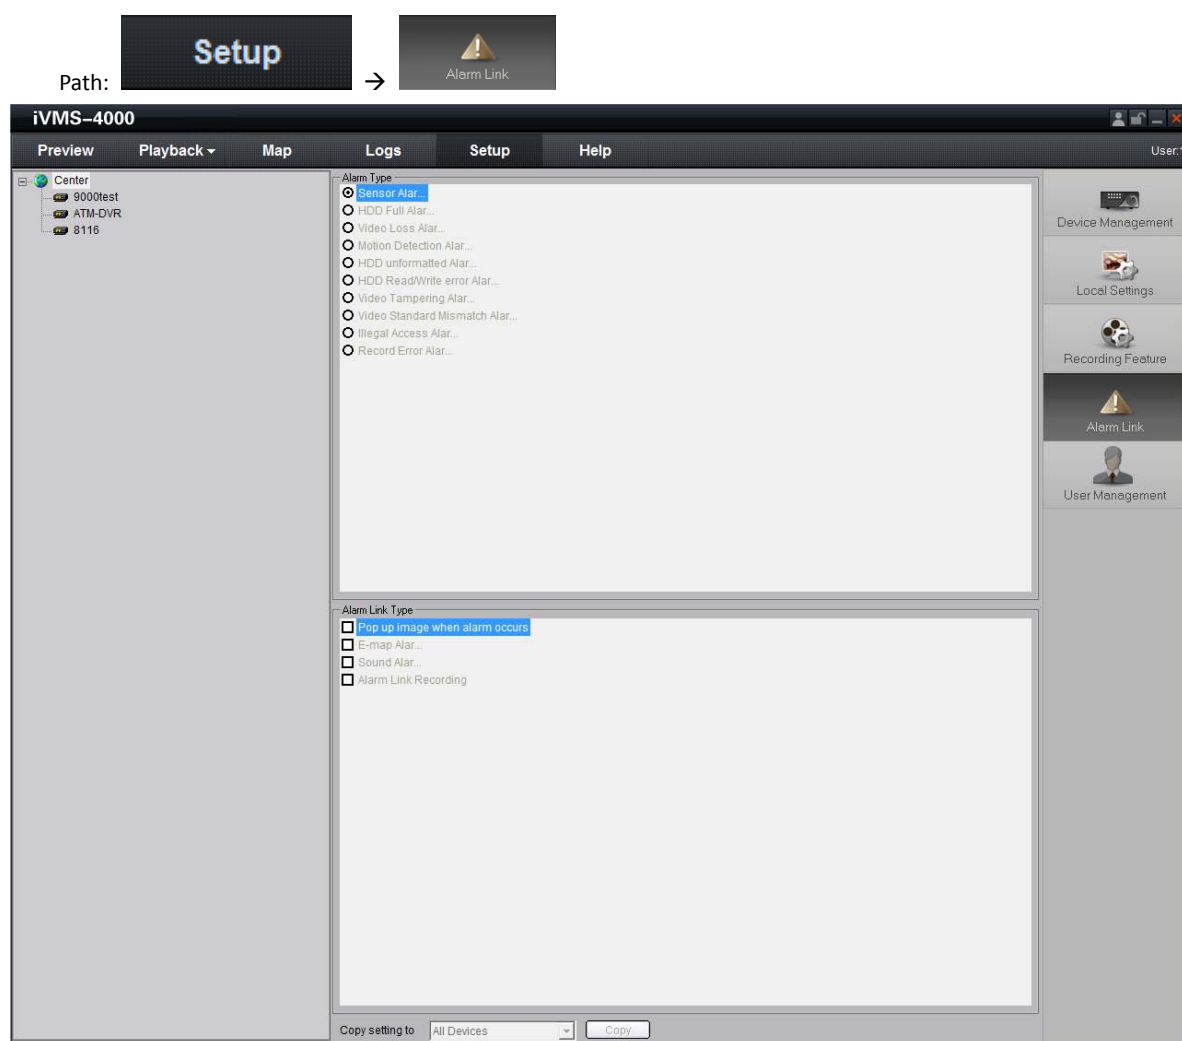 Setup
Alarm Link
Path: →
iVMS-4000
Preview Playback Map Logs Setup Help
User:
Center
9000test
ATM-DVR
8116
Alarm Type
Sensor Alar...
HDD Full Alar...
Video Loss Alar...
Motion Detection Alar...
HDD unformatted Alar...
HDD Read/Write error Alar...
Video Tampering Alar...
Video Standard Mismatch Alar...
Illegal Access Alar...
Record Error Alar...
Device Management
Local Settings
Recording Feature
Alarm Link
User Management
Alarm Link Type
Pop up image when alarm occurs
E-map Alar...
Sound Alar...
Alarm Link Recording
Copy setting to All Devices Copy